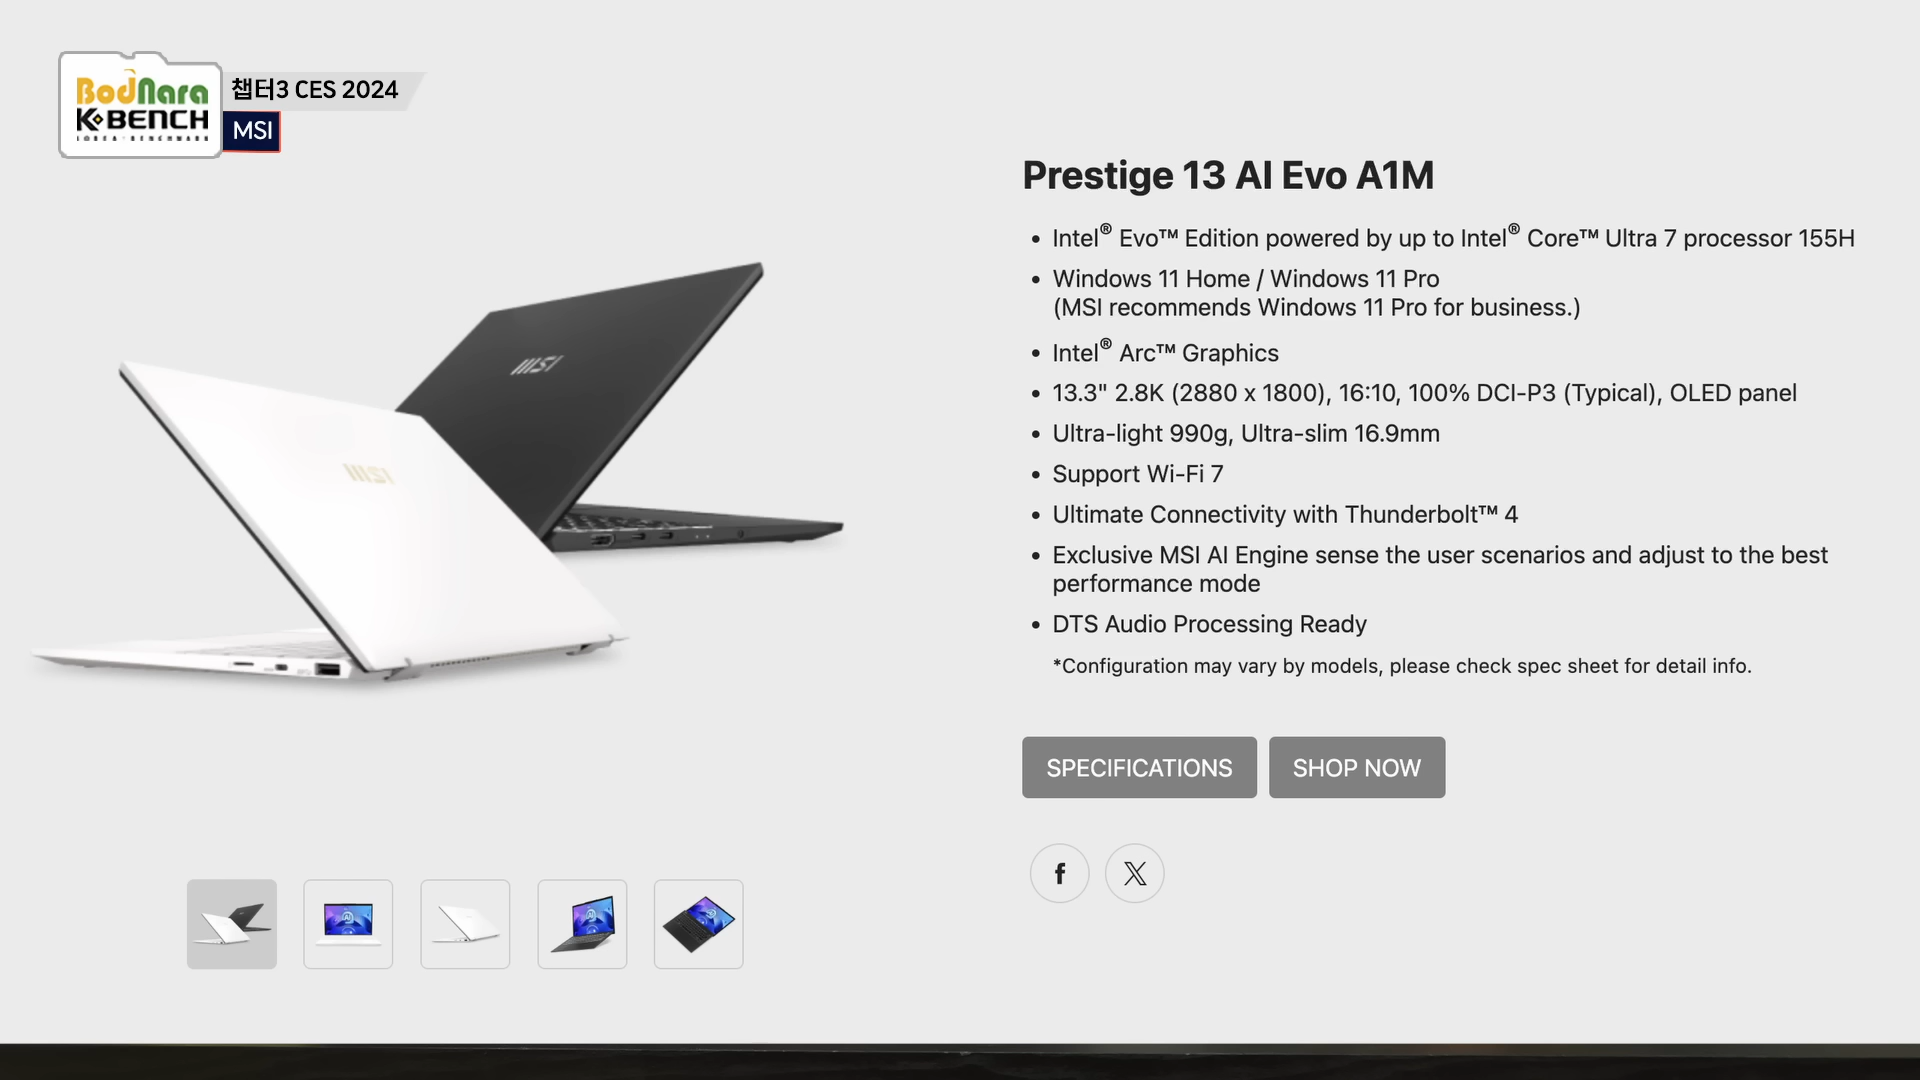 BodNara
K-BENCH
KOREA · BENCHMARK
챕터3 CES 2024
MSI
Prestige 13 AI Evo A1M
• Intel® Evo™ Edition powered by up to Intel® Core™ Ultra 7 processor 155H
• Windows 11 Home / Windows 11 Pro
(MSI recommends Windows 11 Pro for business.)
• Intel® Arc™ Graphics
• 13.3" 2.8K (2880 x 1800), 16:10, 100% DCI-P3 (Typical), OLED panel
• Ultra-light 990g, Ultra-slim 16.9mm
• Support Wi-Fi 7
• Ultimate Connectivity with Thunderbolt™ 4
• Exclusive MSI AI Engine sense the user scenarios and adjust to the best
performance mode
• DTS Audio Processing Ready
*Configuration may vary by models, please check spec sheet for detail info.
SPECIFICATIONS
SHOP NOW
f
X
msi
msi
AI
AI
AI